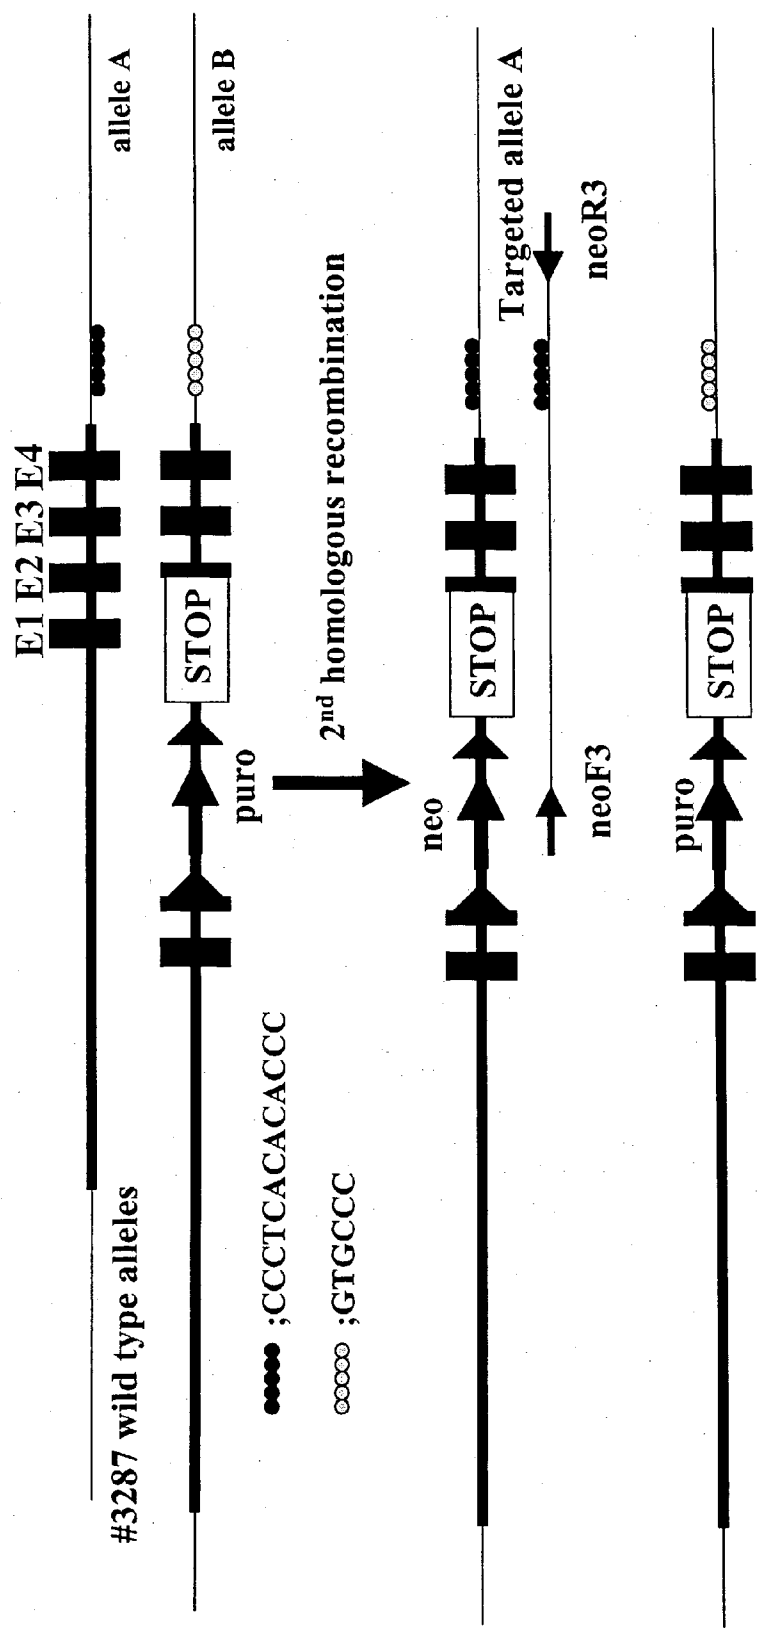 E1 E2 E3 E4
allele A
#3287 wild type alleles
STOP
allele B
puro
●●●●● ;CCCTCACACACCC
○○○○○ ;GTGCCC
2nd homologous recombination
neo
STOP
Targeted allele A
neoF3
neoR3
puro
STOP